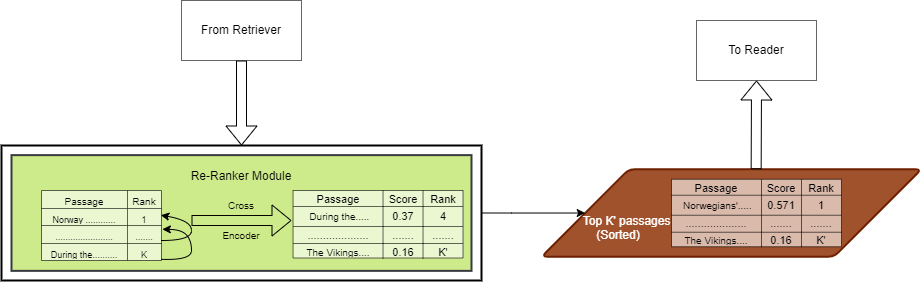 From Retriever
To Reader
Re-Ranker Module
Passage Rank
Norway ............ 1
...................... .......
During the.......... K
Cross
Encoder
Passage Score Rank
During the..... 0.37 4
.................... ....... .......
The Vikings.... 0.16 K'
Top K' passages
(Sorted)
Passage Score Rank
Norwegians'..... 0.571 1
.................... ....... .......
The Vikings.... 0.16 K'